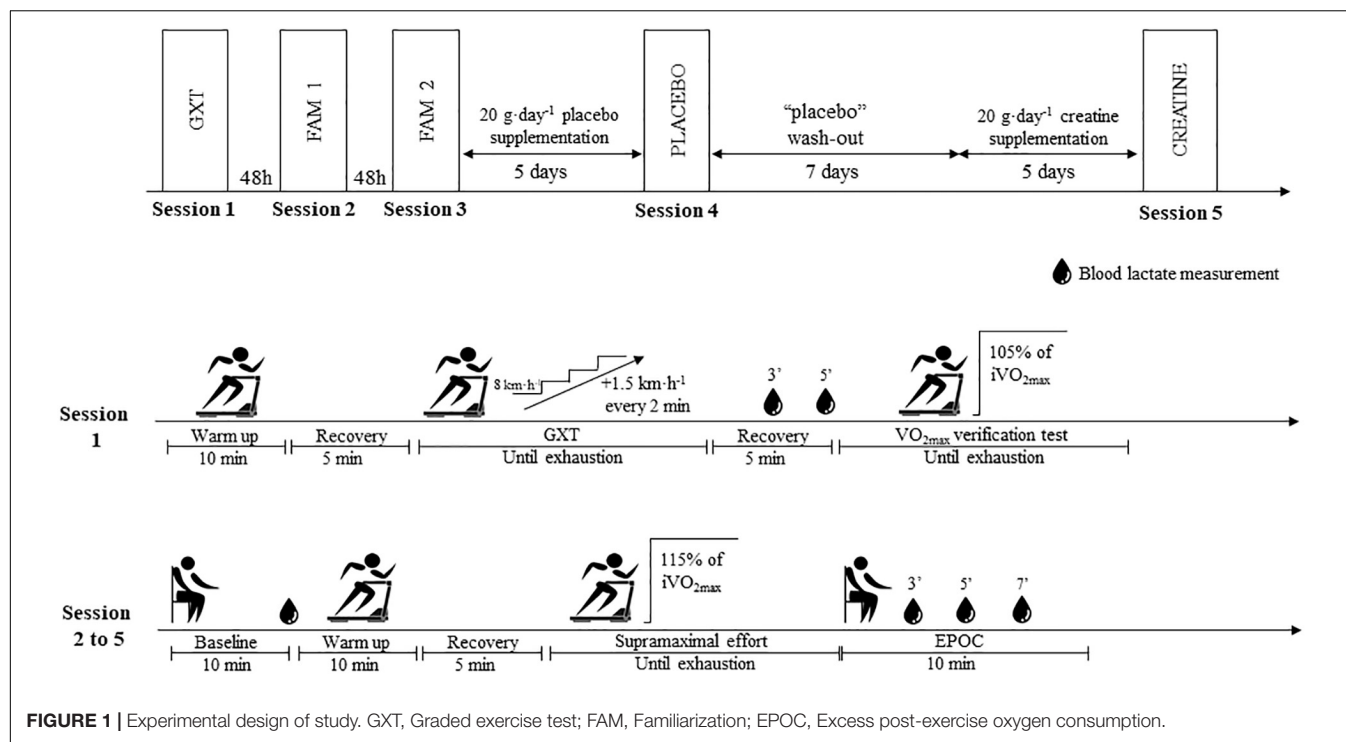 GXT
FAM 1
FAM 2
20 g·day-1 placebo
supplementation
5 days
PLACEBO
“placebo”
wash-out
7 days
20 g·day-1 creatine
supplementation
5 days
CREATINE
48h
48h
Session 1
Session 2
Session 3
Session 4
Session 5
Blood lactate measurement
Session
1
8 km·h-1
+1.5 km·h-1
every 2 min
3’
5’
105% of
iVO2max
Warm up
10 min
Recovery
5 min
GXT
Until exhaustion
Recovery
5 min
VO2max verification test
Until exhaustion
Session
2 to 5
115% of
iVO2max
3’
5’
7’
Baseline
10 min
Warm up
10 min
Recovery
5 min
Supramaximal effort
Until exhaustion
EPOC
10 min
FIGURE 1 | Experimental design of study. GXT, Graded exercise test; FAM, Familiarization; EPOC, Excess post-exercise oxygen consumption.